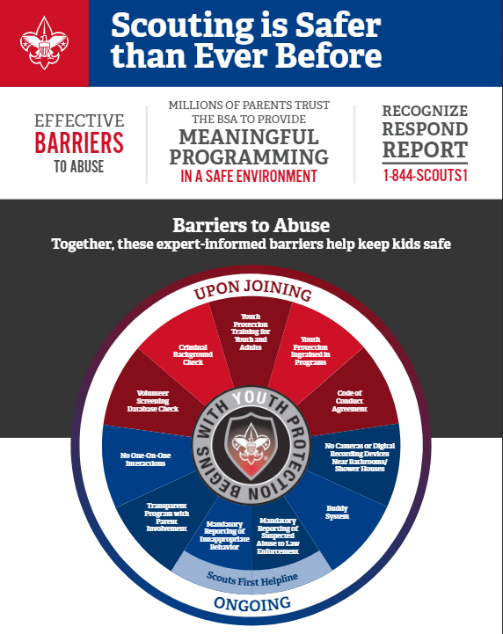 Scouting is Safer
than Ever Before
EFFECTIVE
BARRIERS
TO ABUSE
MILLIONS OF PARENTS TRUST
THE BSA TO PROVIDE
MEANINGFUL
PROGRAMMING
IN A SAFE ENVIRONMENT
RECOGNIZE
RESPOND
REPORT
1-844-SCOUTS1
Barriers to Abuse
Together, these expert-informed barriers help keep kids safe
UPON JOINING
Youth
Protection
Training for
Youth and
Adults
Criminal
Background
Check
Youth
Protection
Ingrained in
Programs
Volunteer
Screening
Database Check
Code of
Conduct
Agreement
BEGINS WITH YOUTH PROTECTION
No One-On-One
Interactions
No Cameras or Digital
Recording Devices
Near Bathrooms/
Shower Houses
Transparent
Program with
Parent
Involvement
Buddy
System
Mandatory
Reporting of
Inappropriate
Behavior
Mandatory
Reporting of
Suspected
Abuse to Law
Enforcement
Scouts First Helpline
ONGOING